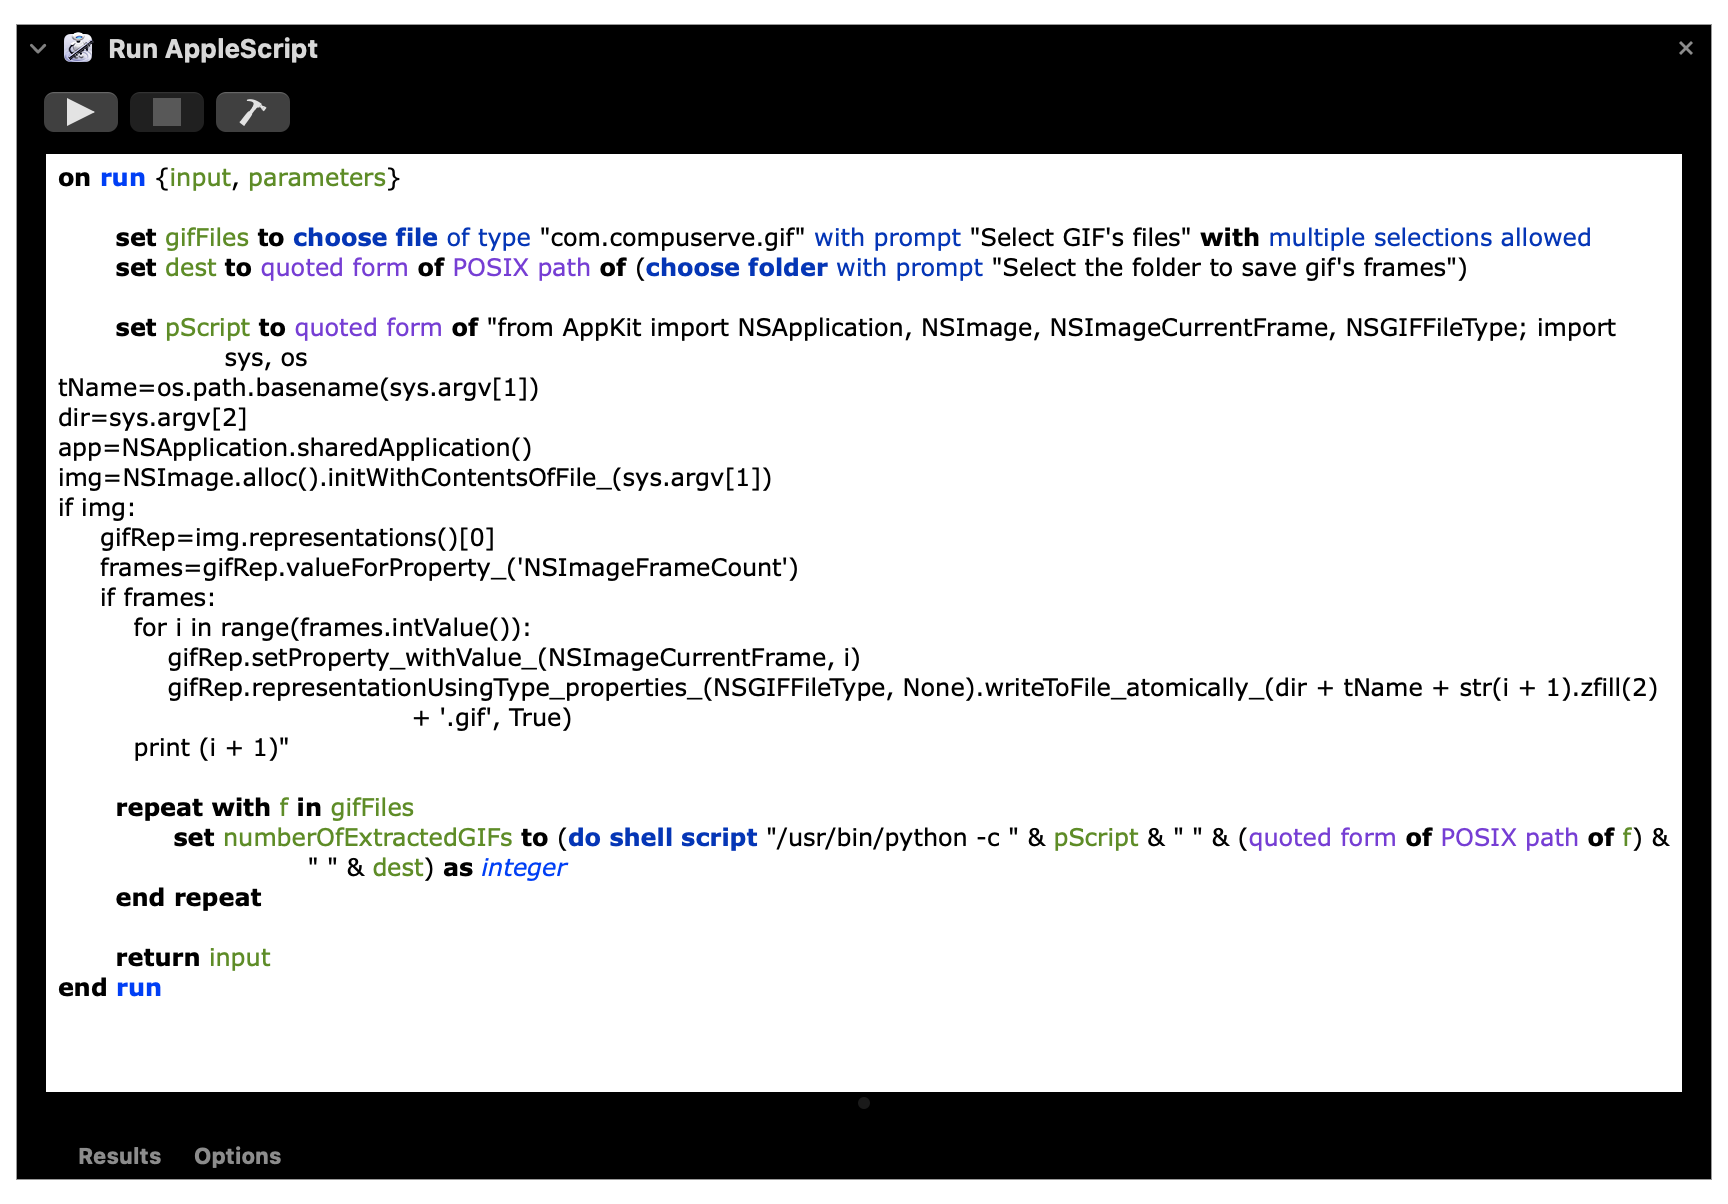 Run AppleScript
on run {input, parameters}
set gifFiles to choose file of type "com.compuserve.gif" with prompt "Select GIF's files" with multiple selections allowed
set dest to quoted form of POSIX path of (choose folder with prompt "Select the folder to save gif's frames")
set pScript to quoted form of "from AppKit import NSApplication, NSImage, NSImageCurrentFrame, NSGIFFileType; import
sys, os
tName=os.path.basename(sys.argv[1])
dir=sys.argv[2]
app=NSApplication.sharedApplication()
img=NSImage.alloc().initWithContentsOfFile_(sys.argv[1])
if img:
gifRep=img.representations()[0]
frames=gifRep.valueForProperty_('NSImageFrameCount')
if frames:
for i in range(frames.intValue()):
gifRep.setProperty_withValue_(NSImageCurrentFrame, i)
gifRep.representationUsingType_properties_(NSGIFFileType, None).writeToFile_atomically_(dir + tName + str(i + 1).zfill(2)
+ '.gif', True)
print (i + 1)"
repeat with f in gifFiles
set numberOfExtractedGIFs to (do shell script "/usr/bin/python -c " & pScript & " " & (quoted form of POSIX path of f) &
" " & dest) as integer
end repeat
return input
end run
Results Options